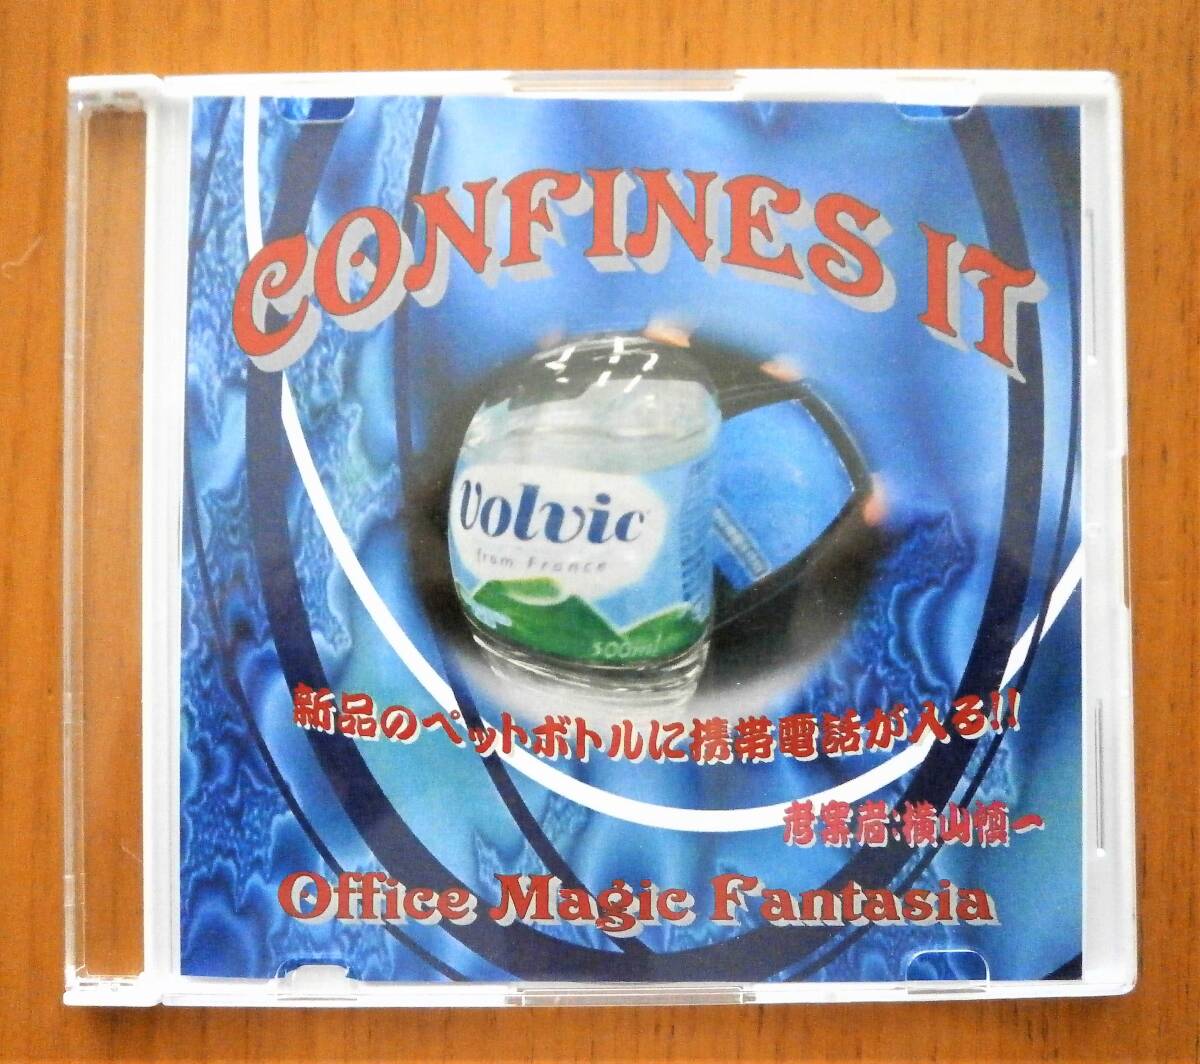 CONFINES IT
Volvic
from France
500ml
新品のペットボトルに携帯電話が入る!!
考案者:横山慎一
Office Magic Fantasia